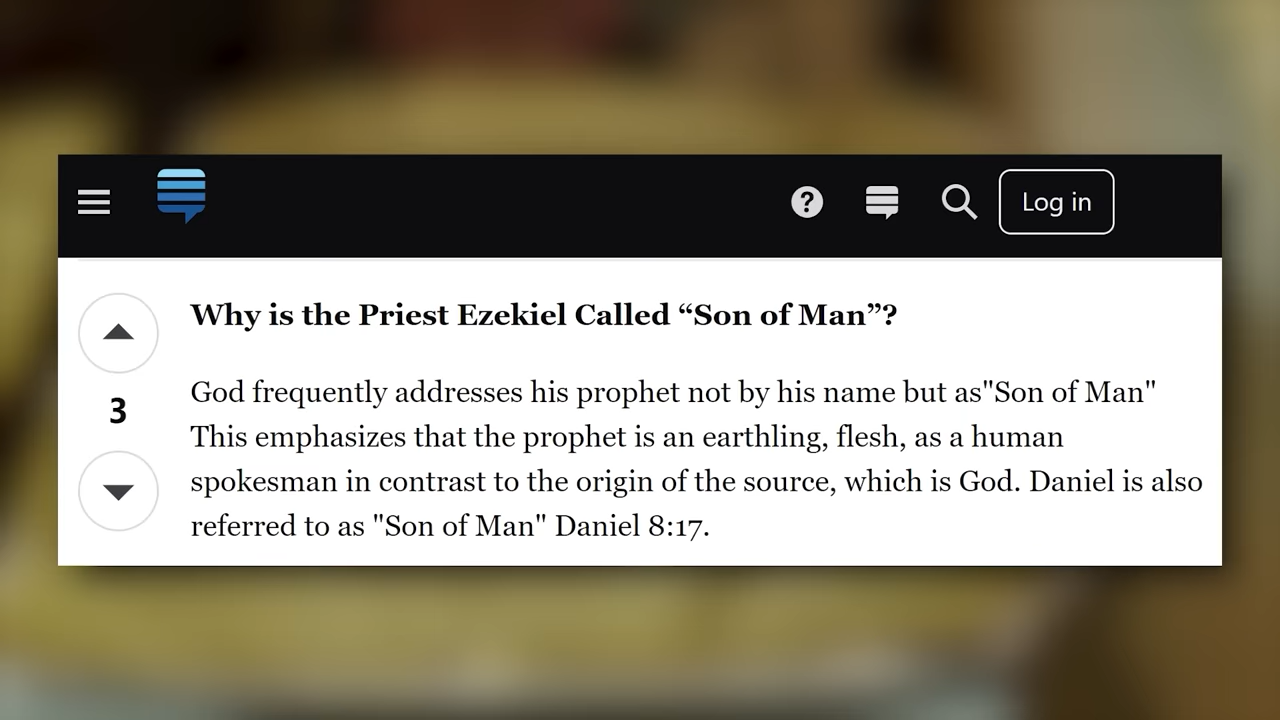 Log in
Why is the Priest Ezekiel Called “Son of Man”?
3
God frequently addresses his prophet not by his name but as"Son of Man"
This emphasizes that the prophet is an earthling, flesh, as a human
spokesman in contrast to the origin of the source, which is God. Daniel is also
referred to as "Son of Man" Daniel 8:17.